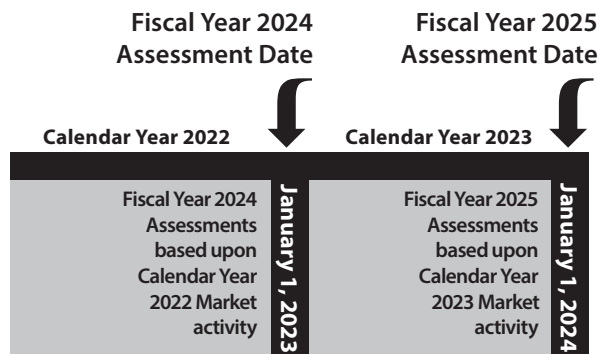 Fiscal Year 2024
Assessment Date
Fiscal Year 2025
Assessment Date
Calendar Year 2022
Calendar Year 2023
Fiscal Year 2024
Assessments
based upon
Calendar Year
2022 Market
activity
January 1, 2023
Fiscal Year 2025
Assessments
based upon
Calendar Year
2023 Market
activity
January 1, 2024